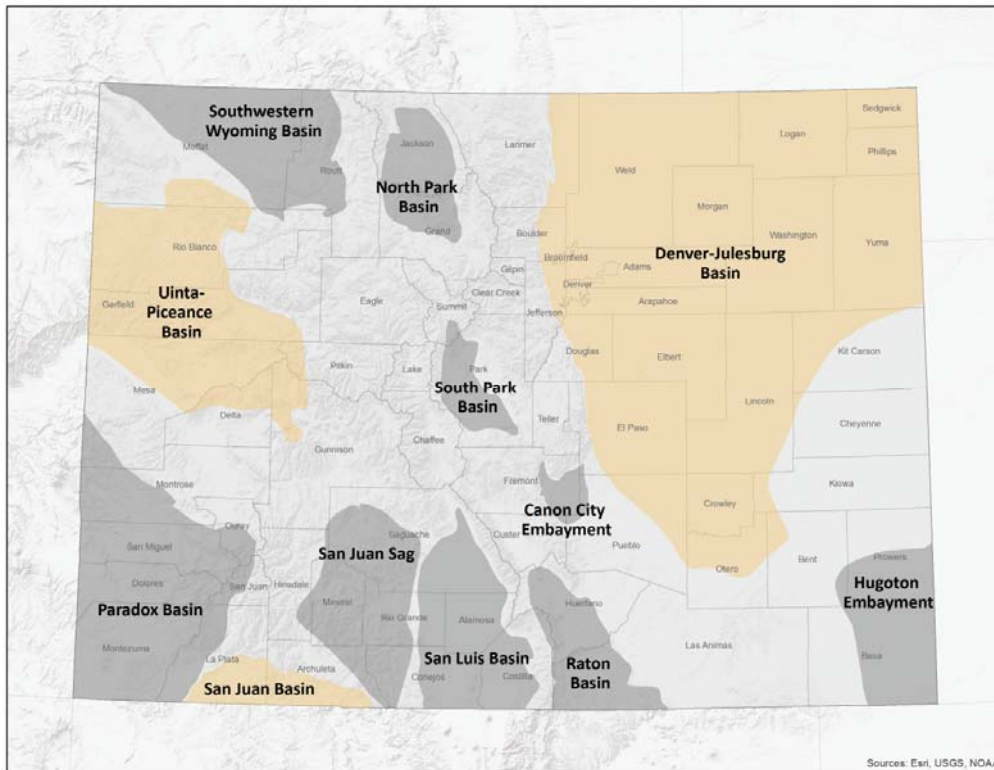 Southwestern
Wyoming Basin
Moffat
Routt
Jackson
North Park
Basin
Grand
Larimer
Weld
Logan
Sedgwick
Phillips
Morgan
Washington
Yuma
Boulder
Broomfield
Adams
Denver-Julesburg
Basin
Rio Blanco
Gilpin
Denver
Arapahoe
Clear Creek
Jefferson
Garfield
Uinta-
Piceance
Basin
Eagle
Summit
Douglas
Elbert
Kit Carson
Pitkin
Lake
Park
South Park
Basin
Mesa
Delta
Lincoln
Teller
El Paso
Cheyenne
Chaffee
Gunnison
Fremont
Kiowa
Montrose
Canon City
Embayment
Crowley
Custer
Pueblo
Ouray
Saguache
San Juan Sag
San Miguel
Otero
Bent
Prowers
Hugoton
Embayment
Dolores
San Juan
Hinsdale
Paradox Basin
Mineral
Rio Grande
Alamosa
Huerfano
Montezuma
La Plata
Archuleta
San Juan Basin
Conejos
San Luis Basin
Costilla
Raton
Basin
Las Animas
Baca
Sources: Esri, USGS, NOAA